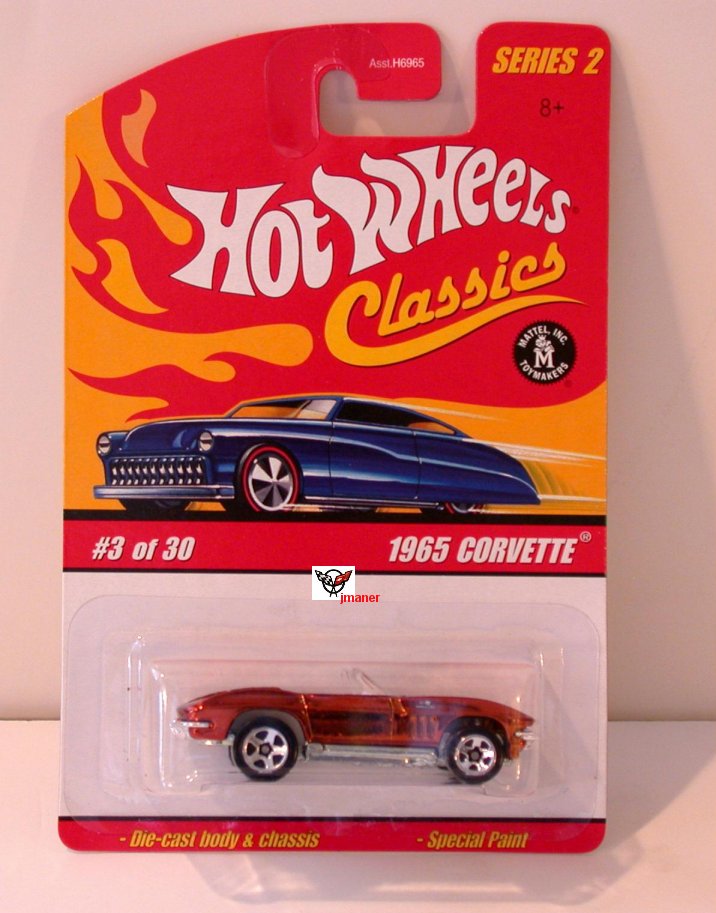 Asst.H6965
SERIES 2
8+
HOT WHEELS
Classics
MATTEL, INC.
M
TOYMAKERS
#3 of 30
1965 CORVETTE®
jmaner
- Die-cast body & chassis
- Special Paint